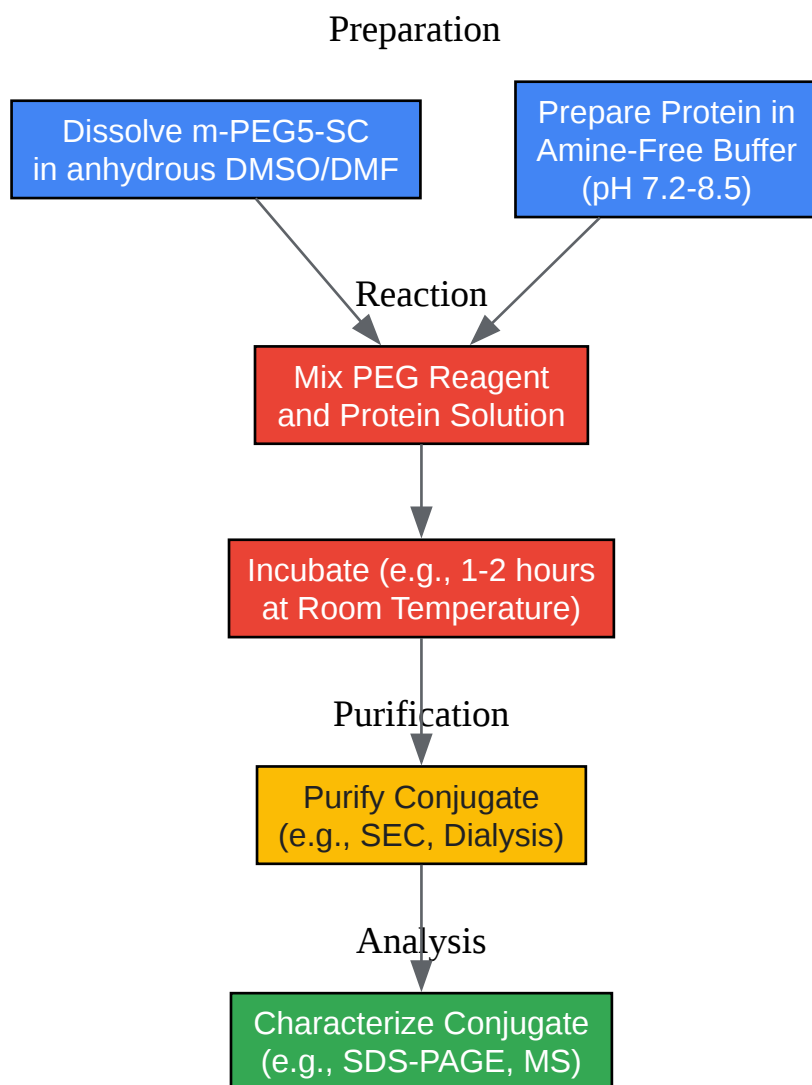 Preparation
Dissolve m-PEG5-SC
in anhydrous DMSO/DMF
Prepare Protein in
Amine-Free Buffer
(pH 7.2-8.5)
Reaction
Mix PEG Reagent
and Protein Solution
Incubate (e.g., 1-2 hours
at Room Temperature)
Purification
Purify Conjugate
(e.g., SEC, Dialysis)
Analysis
Characterize Conjugate
(e.g., SDS-PAGE, MS)